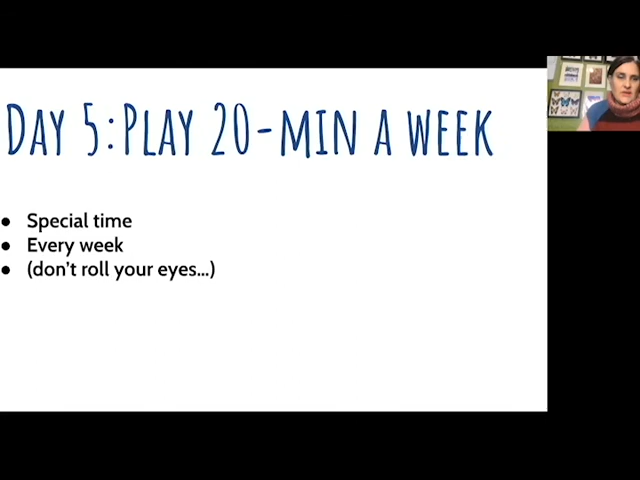 DAY 5: PLAY 20-MIN A WEEK
● Special time
● Every week
● (don't roll your eyes...)